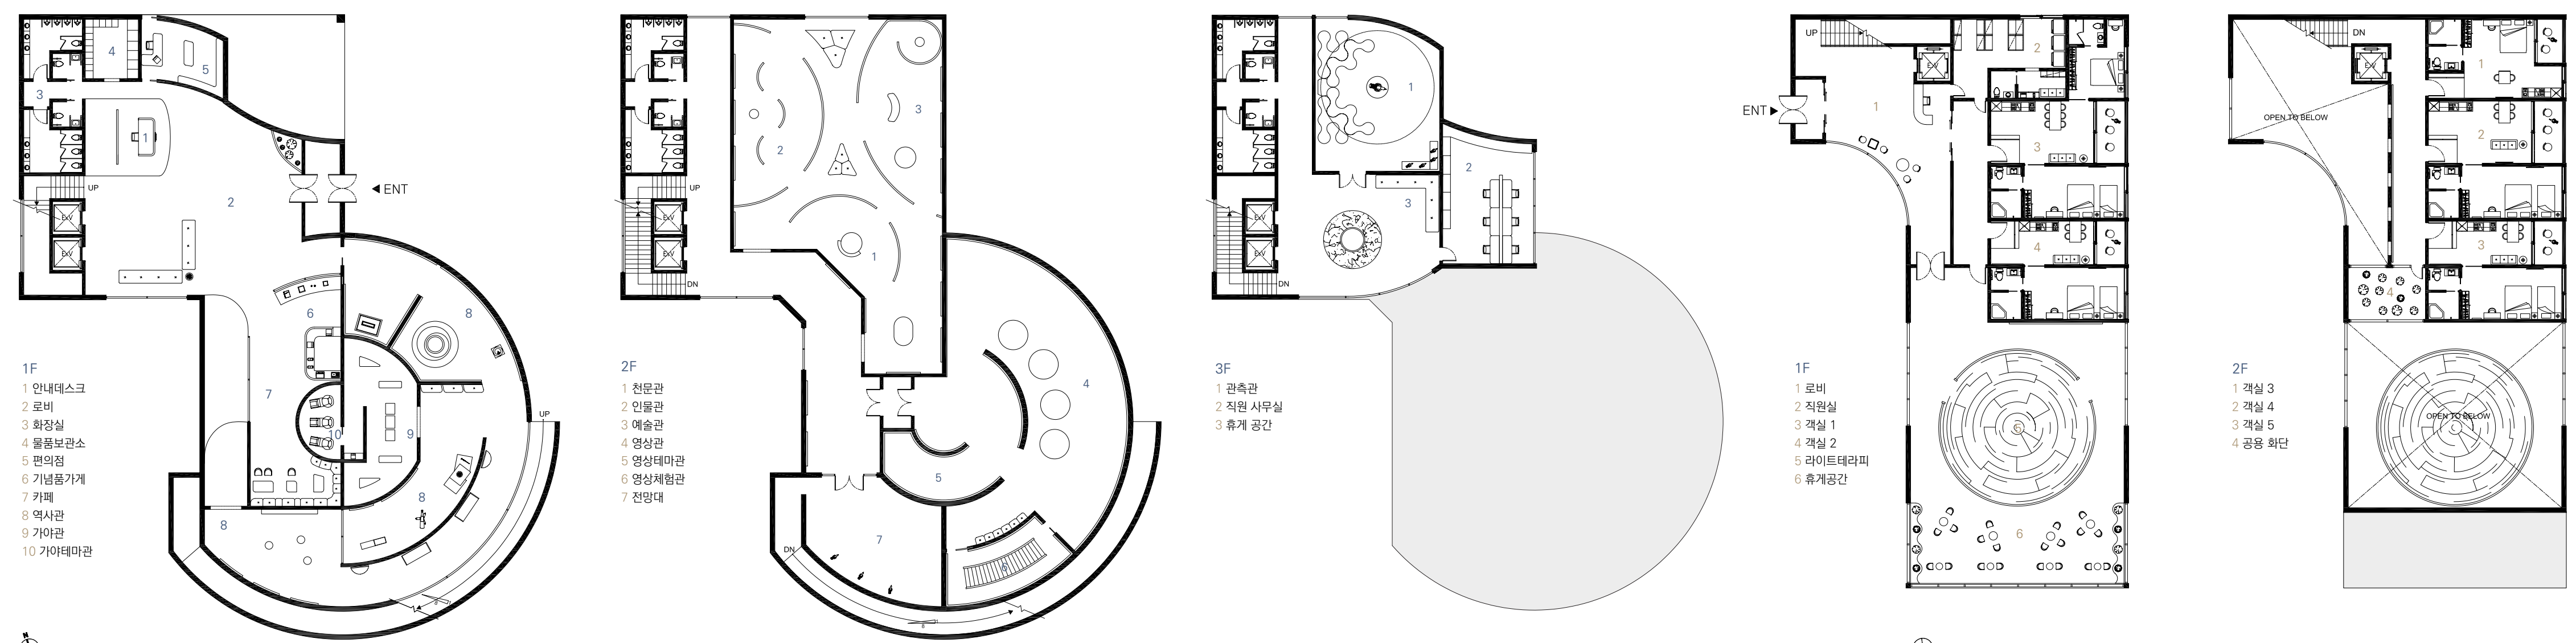 4
5
3
1
2
UP
E.V
E.V
ENT
6
8
7
10
9
8
8
UP
N
1F
1 안내데스크
2 로비
3 화장실
4 물품보관소
5 편의점
6 기념품가게
7 카페
8 역사관
9 가야관
10 가야테마관
3
2
1
UP
E.V
E.V
DN
4
5
6
7
DN
2F
1 천문관
2 인물관
3 예술관
4 영상관
5 영상테마관
6 영상체험관
7 전망대
1
2
3
E.V
E.V
DN
3F
1 관측관
2 직원 사무실
3 휴게 공간
UP
E.V
2
1
ENT
3
4
5
6
1F
1 로비
2 직원실
3 객실 1
4 객실 2
5 라이트테라피
6 휴게공간
DN
E.V
1
OPEN TO BELOW
2
3
4
OPEN TO BELOW
2F
1 객실 3
2 객실 4
3 객실 5
4 공용 화단